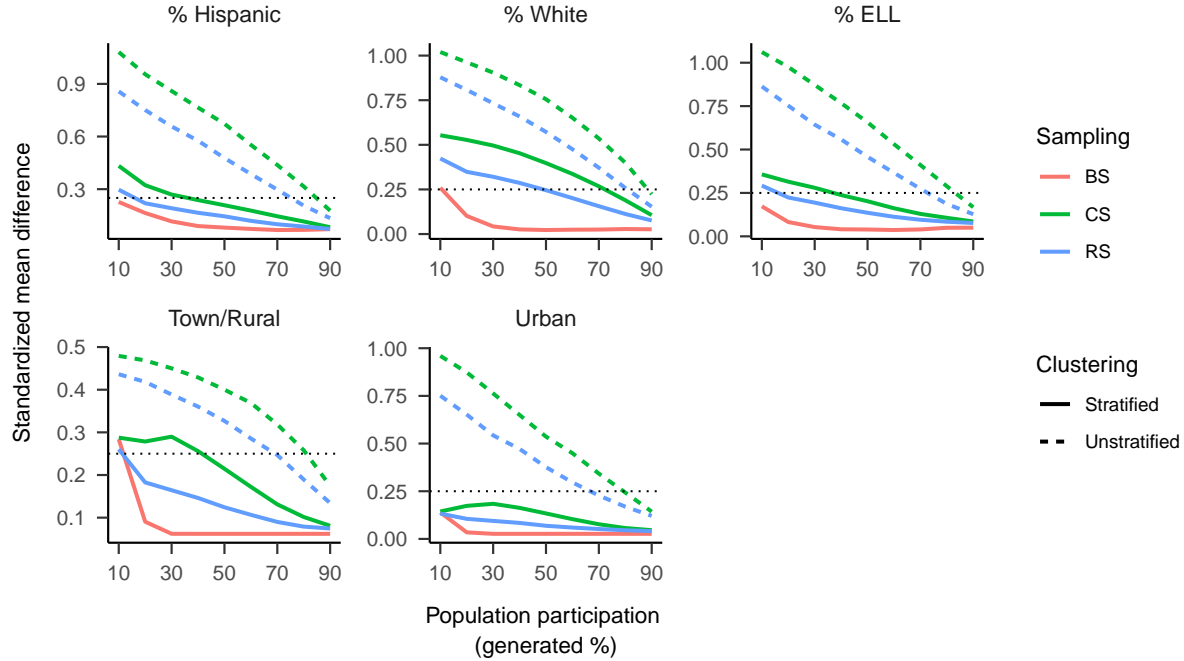 % Hispanic
% White
% ELL
0.9
0.6
0.3
1.00
0.75
0.50
0.25
0.00
1.00
0.75
0.50
0.25
0.00
10 30 50 70 90
10 30 50 70 90
10 30 50 70 90
Town/Rural
Urban
0.5
0.4
0.3
0.2
0.1
1.00
0.75
0.50
0.25
0.00
10 30 50 70 90
10 30 50 70 90
Standardized mean difference
Population participation
(generated %)
Sampling
BS
CS
RS
Clustering
Stratified
Unstratified